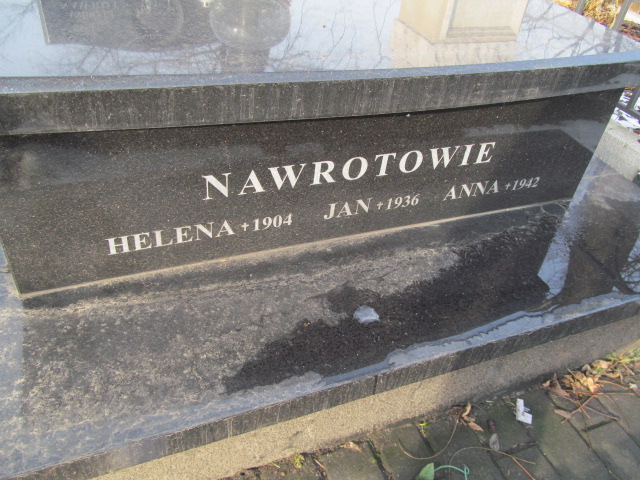 NAWROTOWIE
HELENA †1904 JAN †1936 ANNA †1942